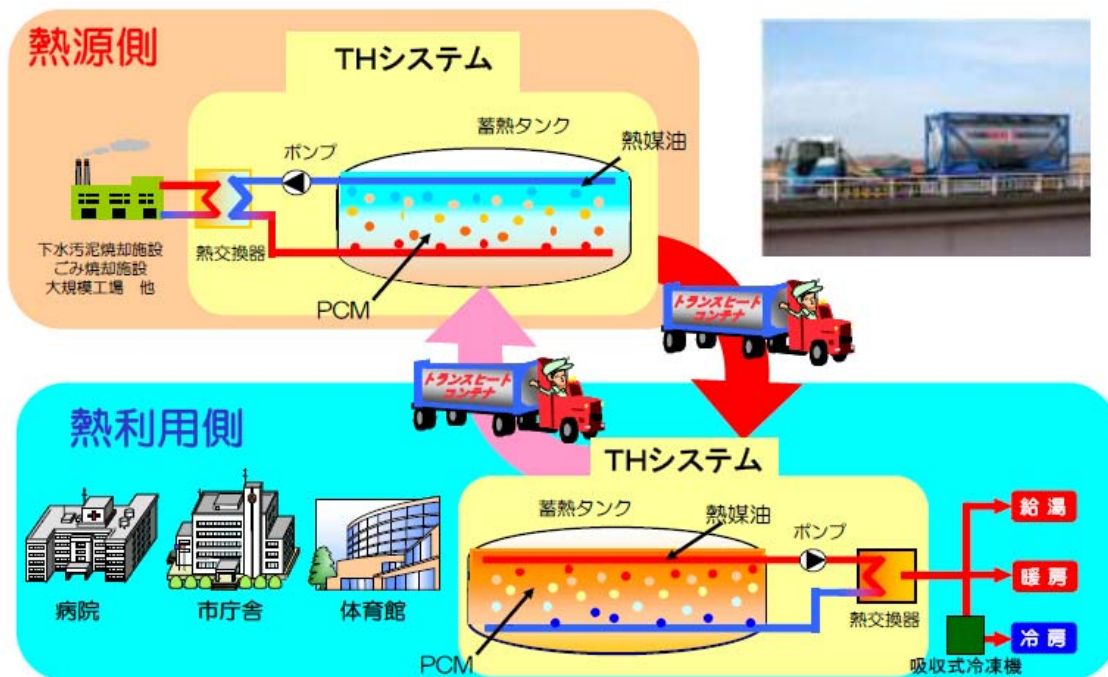 熱源側
THシステム
蓄熱タンク
熱媒油
ポンプ
下水汚泥焼却施設
ごみ焼却施設
大規模工場 他
熱交換器
PCM
トランスヒート
コンテナ
トランスヒート
コンテナ
熱利用側
THシステム
蓄熱タンク
熱媒油
ポンプ
給湯
暖房
冷房
熱交換器
吸収式冷凍機
PCM
病院
市庁舎
体育館